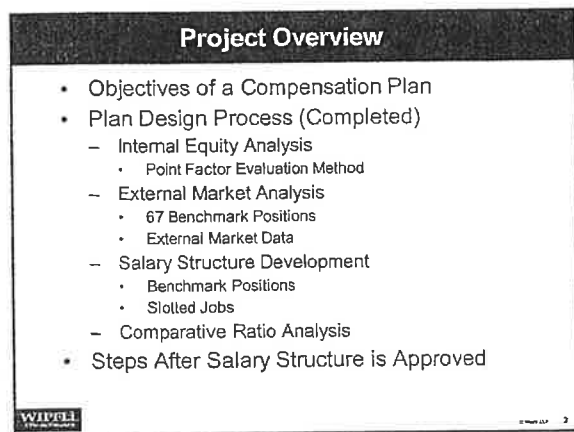 Project Overview
• Objectives of a Compensation Plan
• Plan Design Process (Completed)
– Internal Equity Analysis
• Point Factor Evaluation Method
– External Market Analysis
• 67 Benchmark Positions
• External Market Data
– Salary Structure Development
• Benchmark Positions
• Slotted Jobs
– Comparative Ratio Analysis
• Steps After Salary Structure is Approved
WIPFLI
2